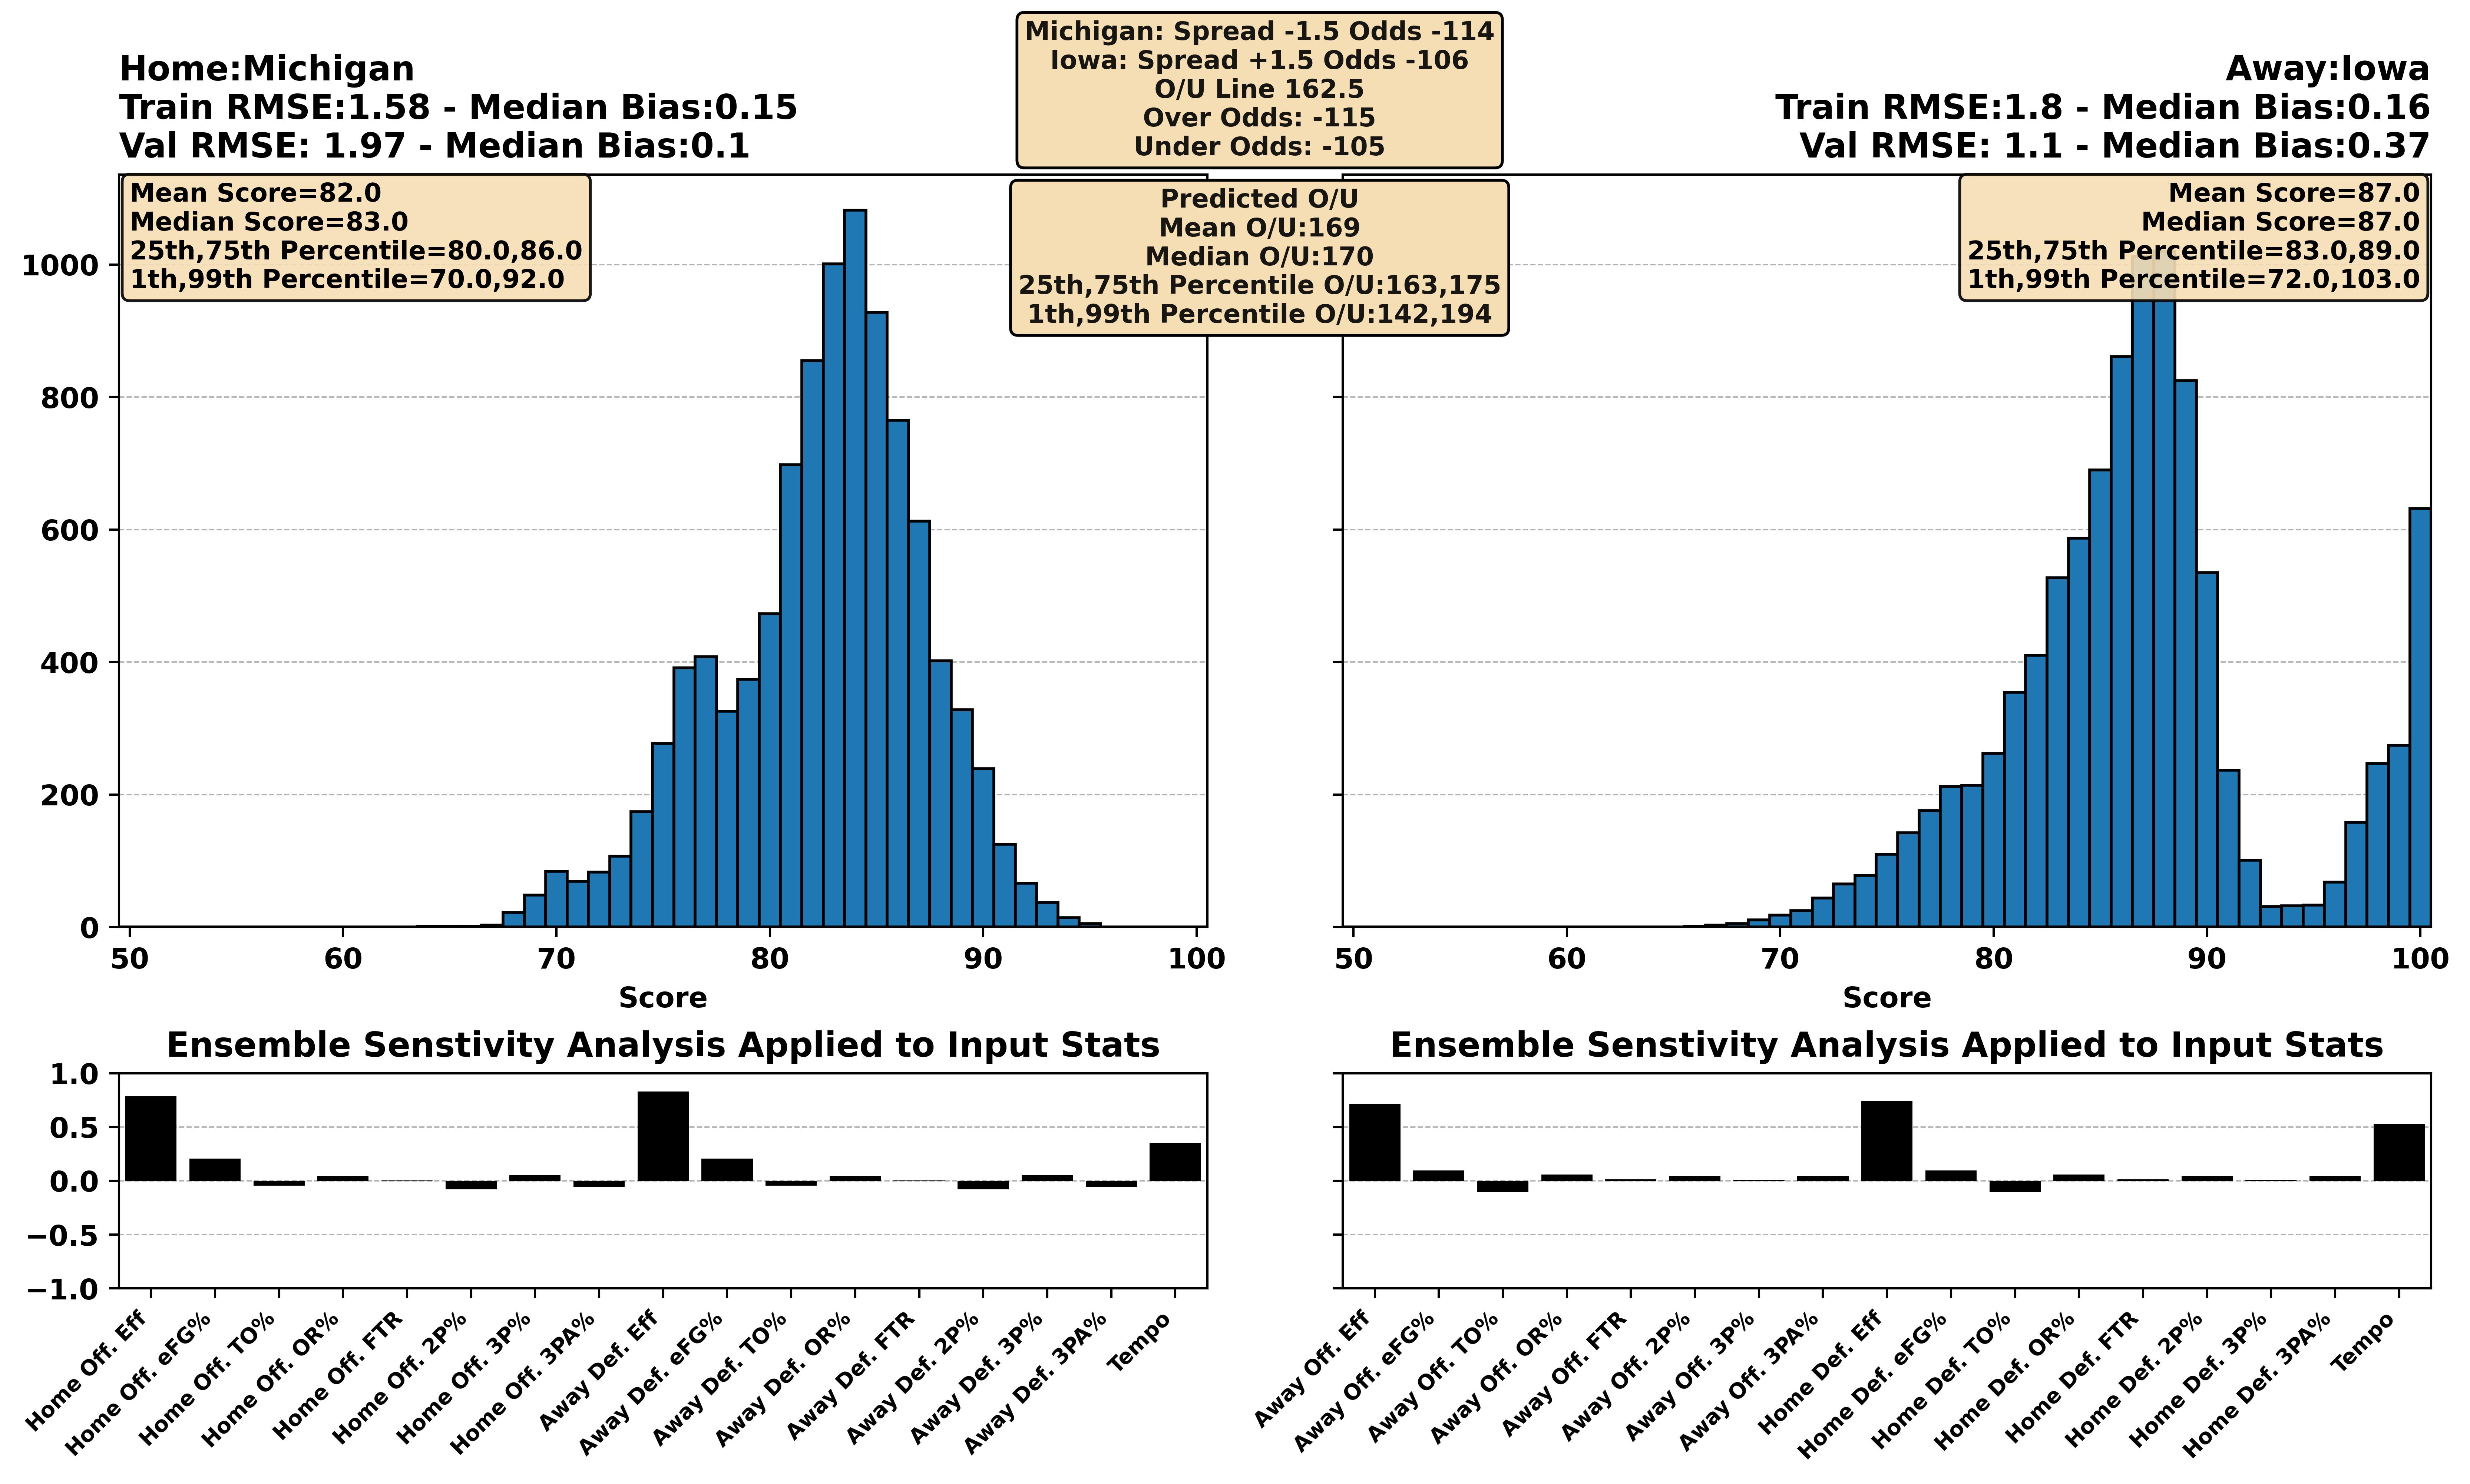 Michigan: Spread -1.5 Odds -114
Iowa: Spread +1.5 Odds -106
O/U Line 162.5
Over Odds: -115
Under Odds: -105
Home:Michigan
Train RMSE:1.58 - Median Bias:0.15
Val RMSE: 1.97 - Median Bias:0.1
Away:Iowa
Train RMSE:1.8 - Median Bias:0.16
Val RMSE: 1.1 - Median Bias:0.37
Mean Score=82.0
Median Score=83.0
25th,75th Percentile=80.0,86.0
1th,99th Percentile=70.0,92.0
Predicted O/U
Mean O/U:169
Median O/U:170
25th,75th Percentile O/U:163,175
1th,99th Percentile O/U:142,194
Mean Score=87.0
Median Score=87.0
25th,75th Percentile=83.0,89.0
1th,99th Percentile=72.0,103.0
1000
800
600
400
200
0
50 60 70 80 90 100
Score
50 60 70 80 90 100
Score
Ensemble Senstivity Analysis Applied to Input Stats
1.0
0.5
0.0
−0.5
−1.0
Home Off. Eff
Home Off. eFG%
Home Off. TO%
Home Off. OR%
Home Off. FTR
Home Off. 2P%
Home Off. 3P%
Home Off. 3PA%
Away Def. Eff
Away Def. eFG%
Away Def. TO%
Away Def. OR%
Away Def. FTR
Away Def. 2P%
Away Def. 3P%
Away Def. 3PA%
Tempo
Ensemble Senstivity Analysis Applied to Input Stats
Away Off. Eff
Away Off. eFG%
Away Off. TO%
Away Off. OR%
Away Off. FTR
Away Off. 2P%
Away Off. 3P%
Away Off. 3PA%
Home Def. Eff
Home Def. eFG%
Home Def. TO%
Home Def. OR%
Home Def. FTR
Home Def. 2P%
Home Def. 3P%
Home Def. 3PA%
Tempo